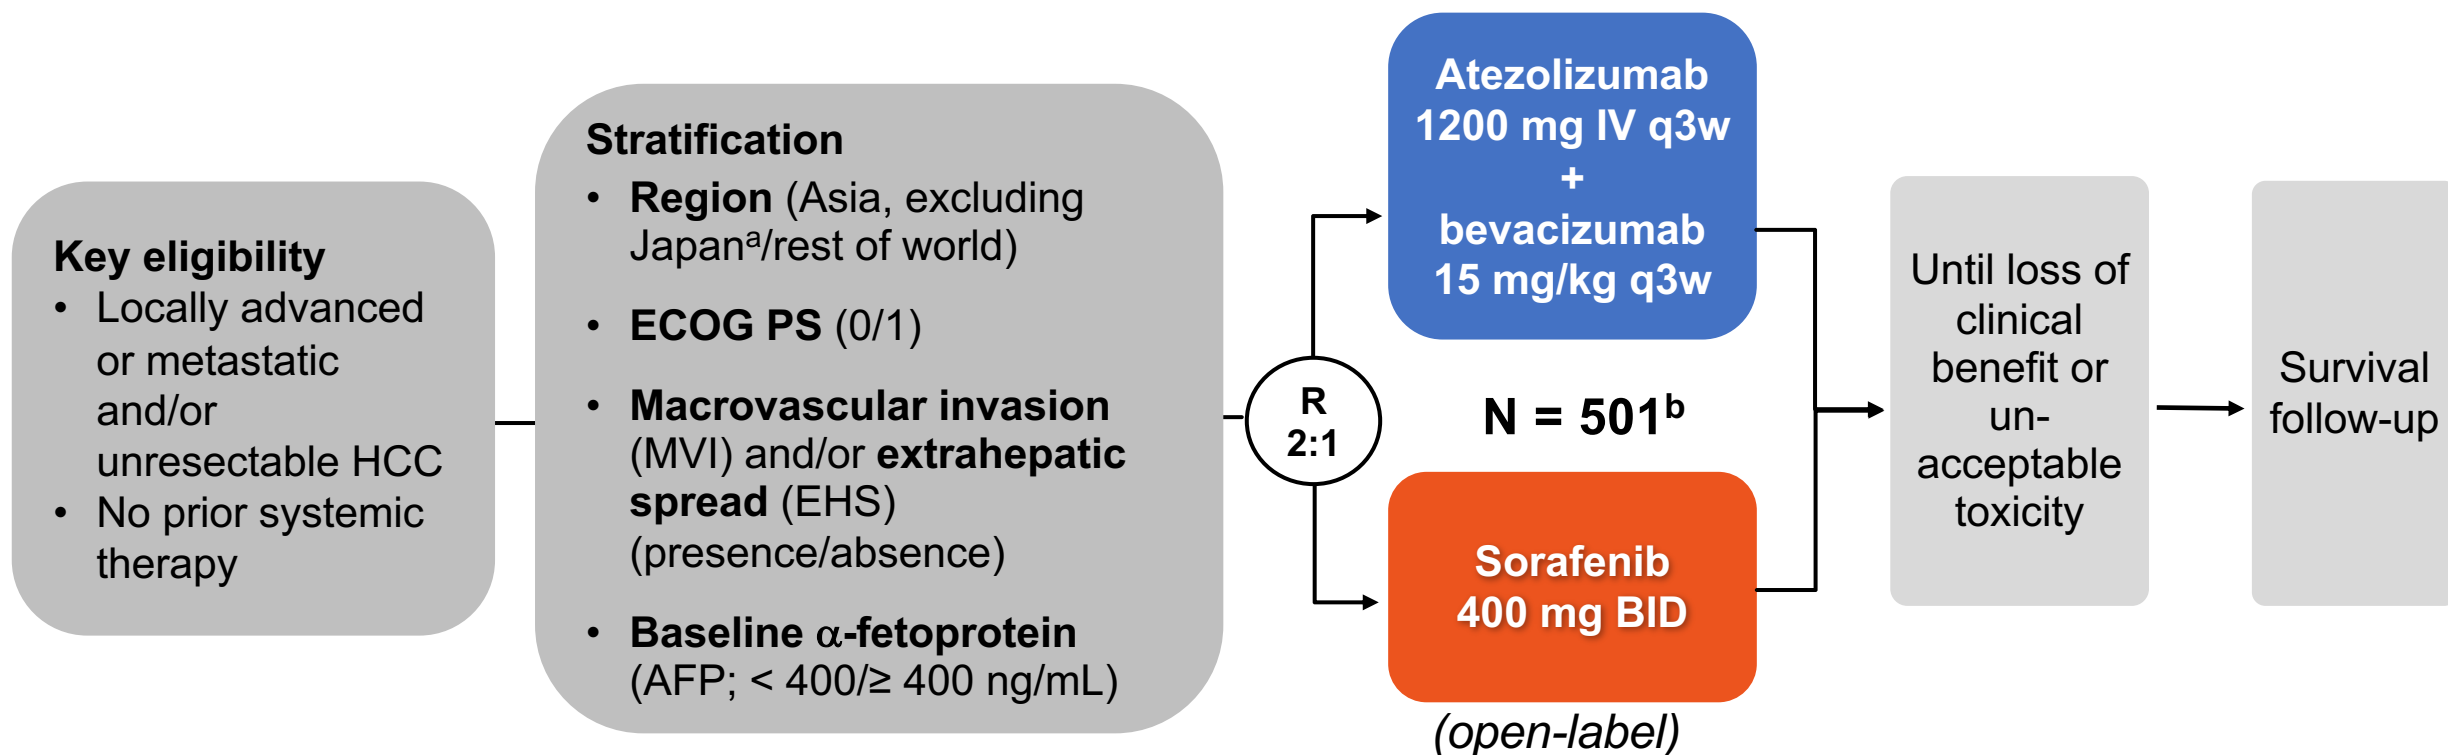 Key eligibility
• Locally advanced
or metastatic
and/or
unresectable HCC
• No prior systemic
therapy
Stratification
• Region (Asia, excluding
Japanᵃ/rest of world)
• ECOG PS (0/1)
• Macrovascular invasion
(MVI) and/or extrahepatic
spread (EHS)
(presence/absence)
• Baseline α-fetoprotein
(AFP; < 400/≥ 400 ng/mL)
R
2:1
Atezolizumab
1200 mg IV q3w
+
bevacizumab
15 mg/kg q3w
N = 501ᵇ
Sorafenib
400 mg BID
(open-label)
Until loss of
clinical
benefit or
un-
acceptable
toxicity
Survival
follow-up